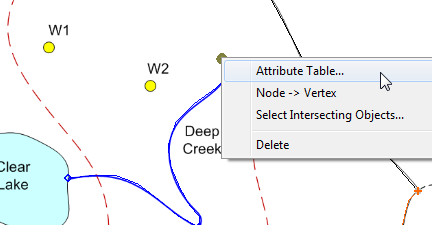 W1
W2
Attribute Table...
Node -> Vertex
Select Intersecting Objects...
Delete
Deep
Creek
Clear
Lake